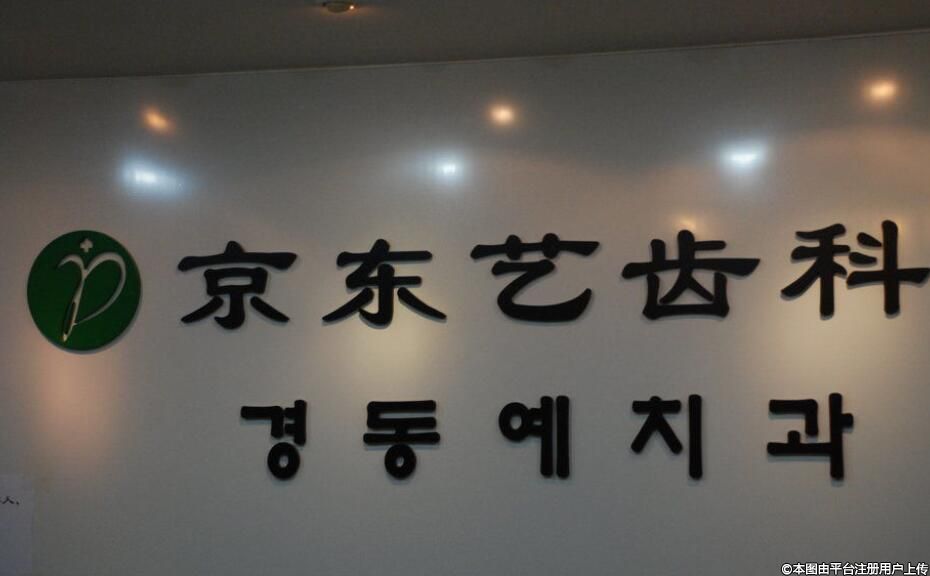 京东艺齿科
경동예치과
人、
©本图由平台注册用户上传